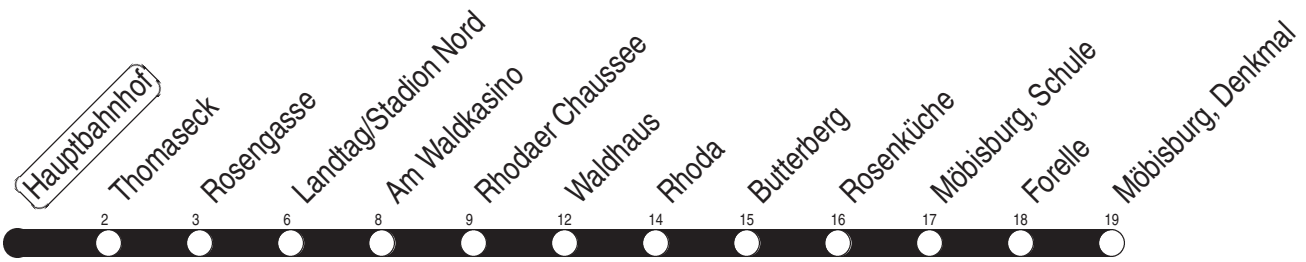 Hauptbahnhof
Thomaseck
Rosengasse
Landtag/Stadion Nord
Am Waldkasino
Rhodaer Chaussee
Waldhaus
Rhoda
Butterberg
Rosenküche
Möbisburg, Schule
Forelle
Möbisburg, Denkmal
2 3 6 8 9 12 14 15 16 17 18 19